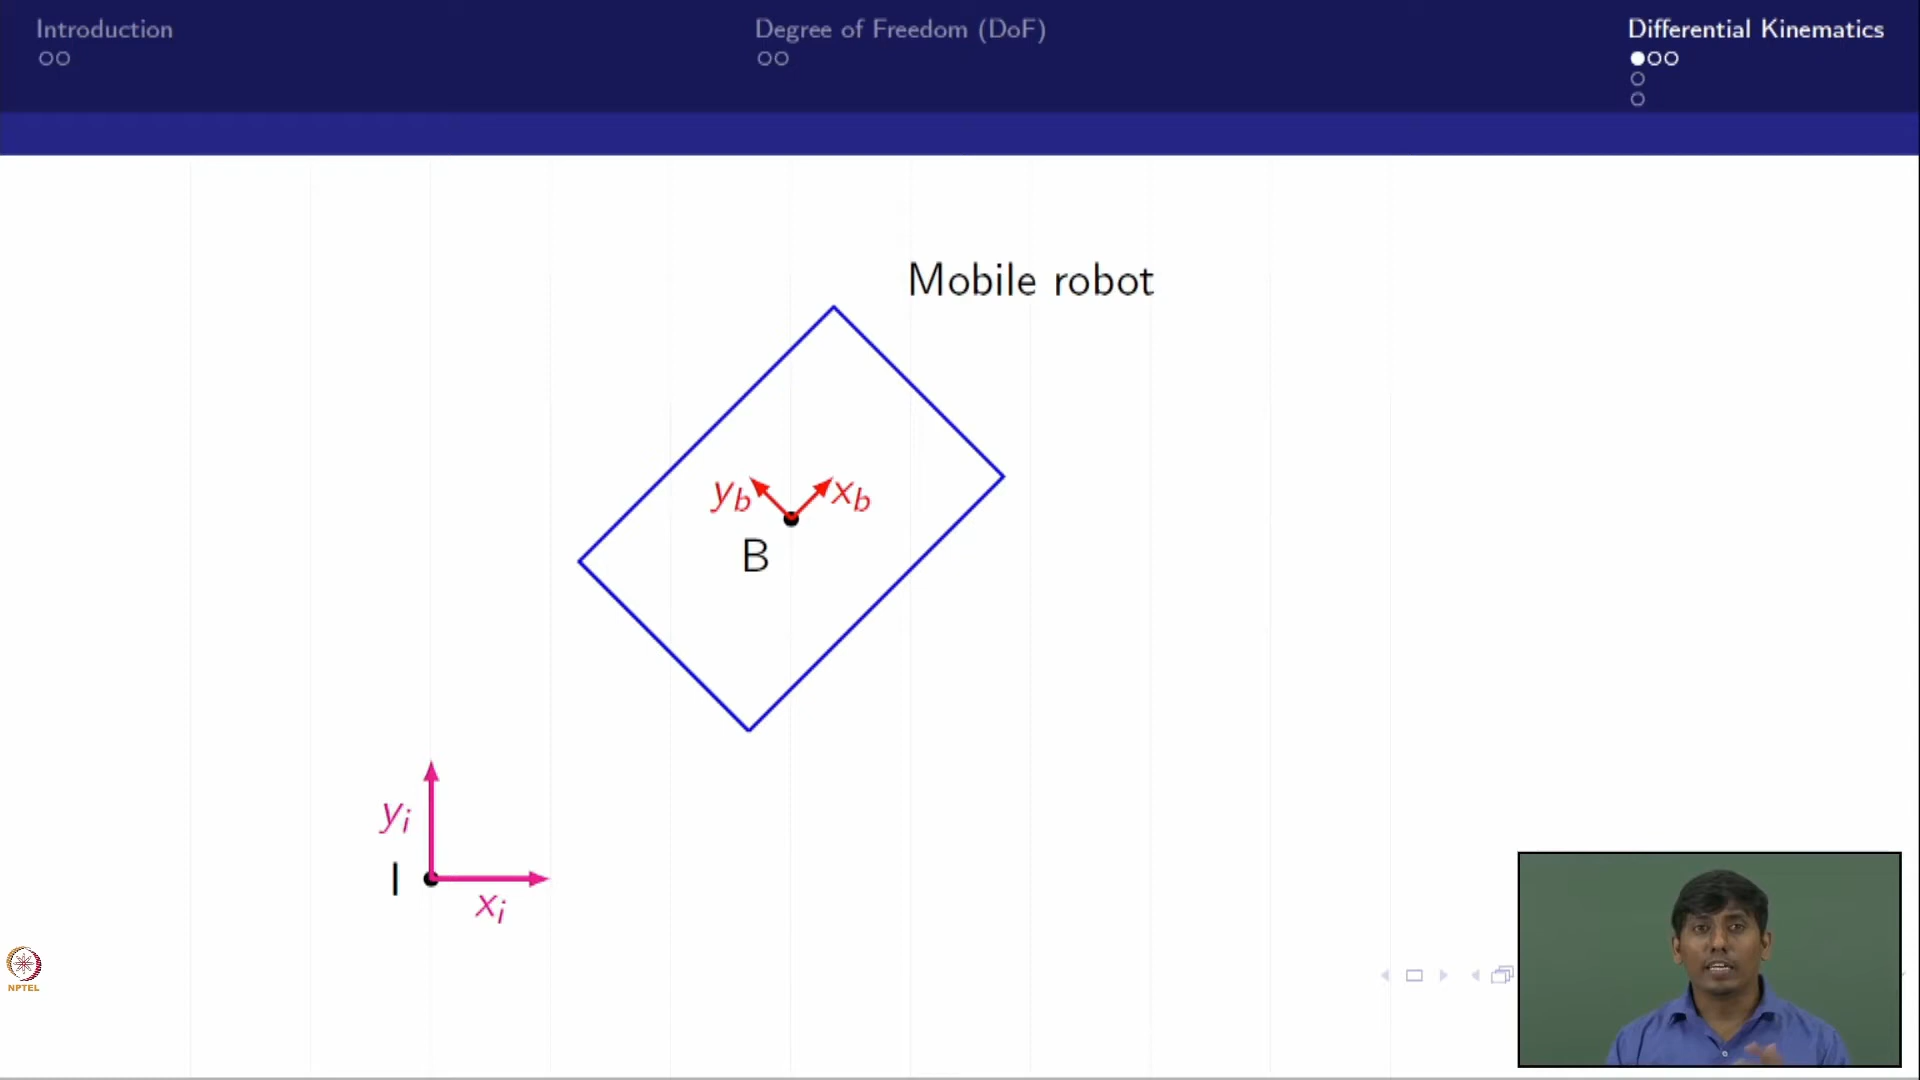 Introduction
Degree of Freedom (DoF)
Differential Kinematics
Mobile robot
y_b
x_b
B
y_i
I
x_i
NPTEL